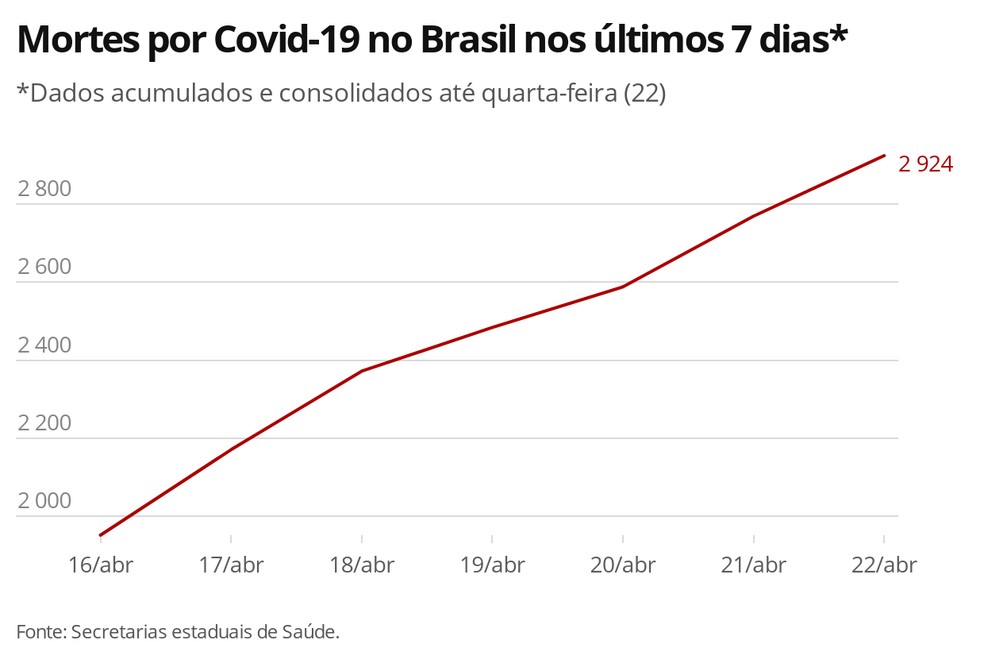 Mortes por Covid-19 no Brasil nos últimos 7 dias*
*Dados acumulados e consolidados até quarta-feira (22)
2 924
2 800
2 600
2 400
2 200
2 000
16/abr 17/abr 18/abr 19/abr 20/abr 21/abr 22/abr
Fonte: Secretarias estaduais de Saúde.